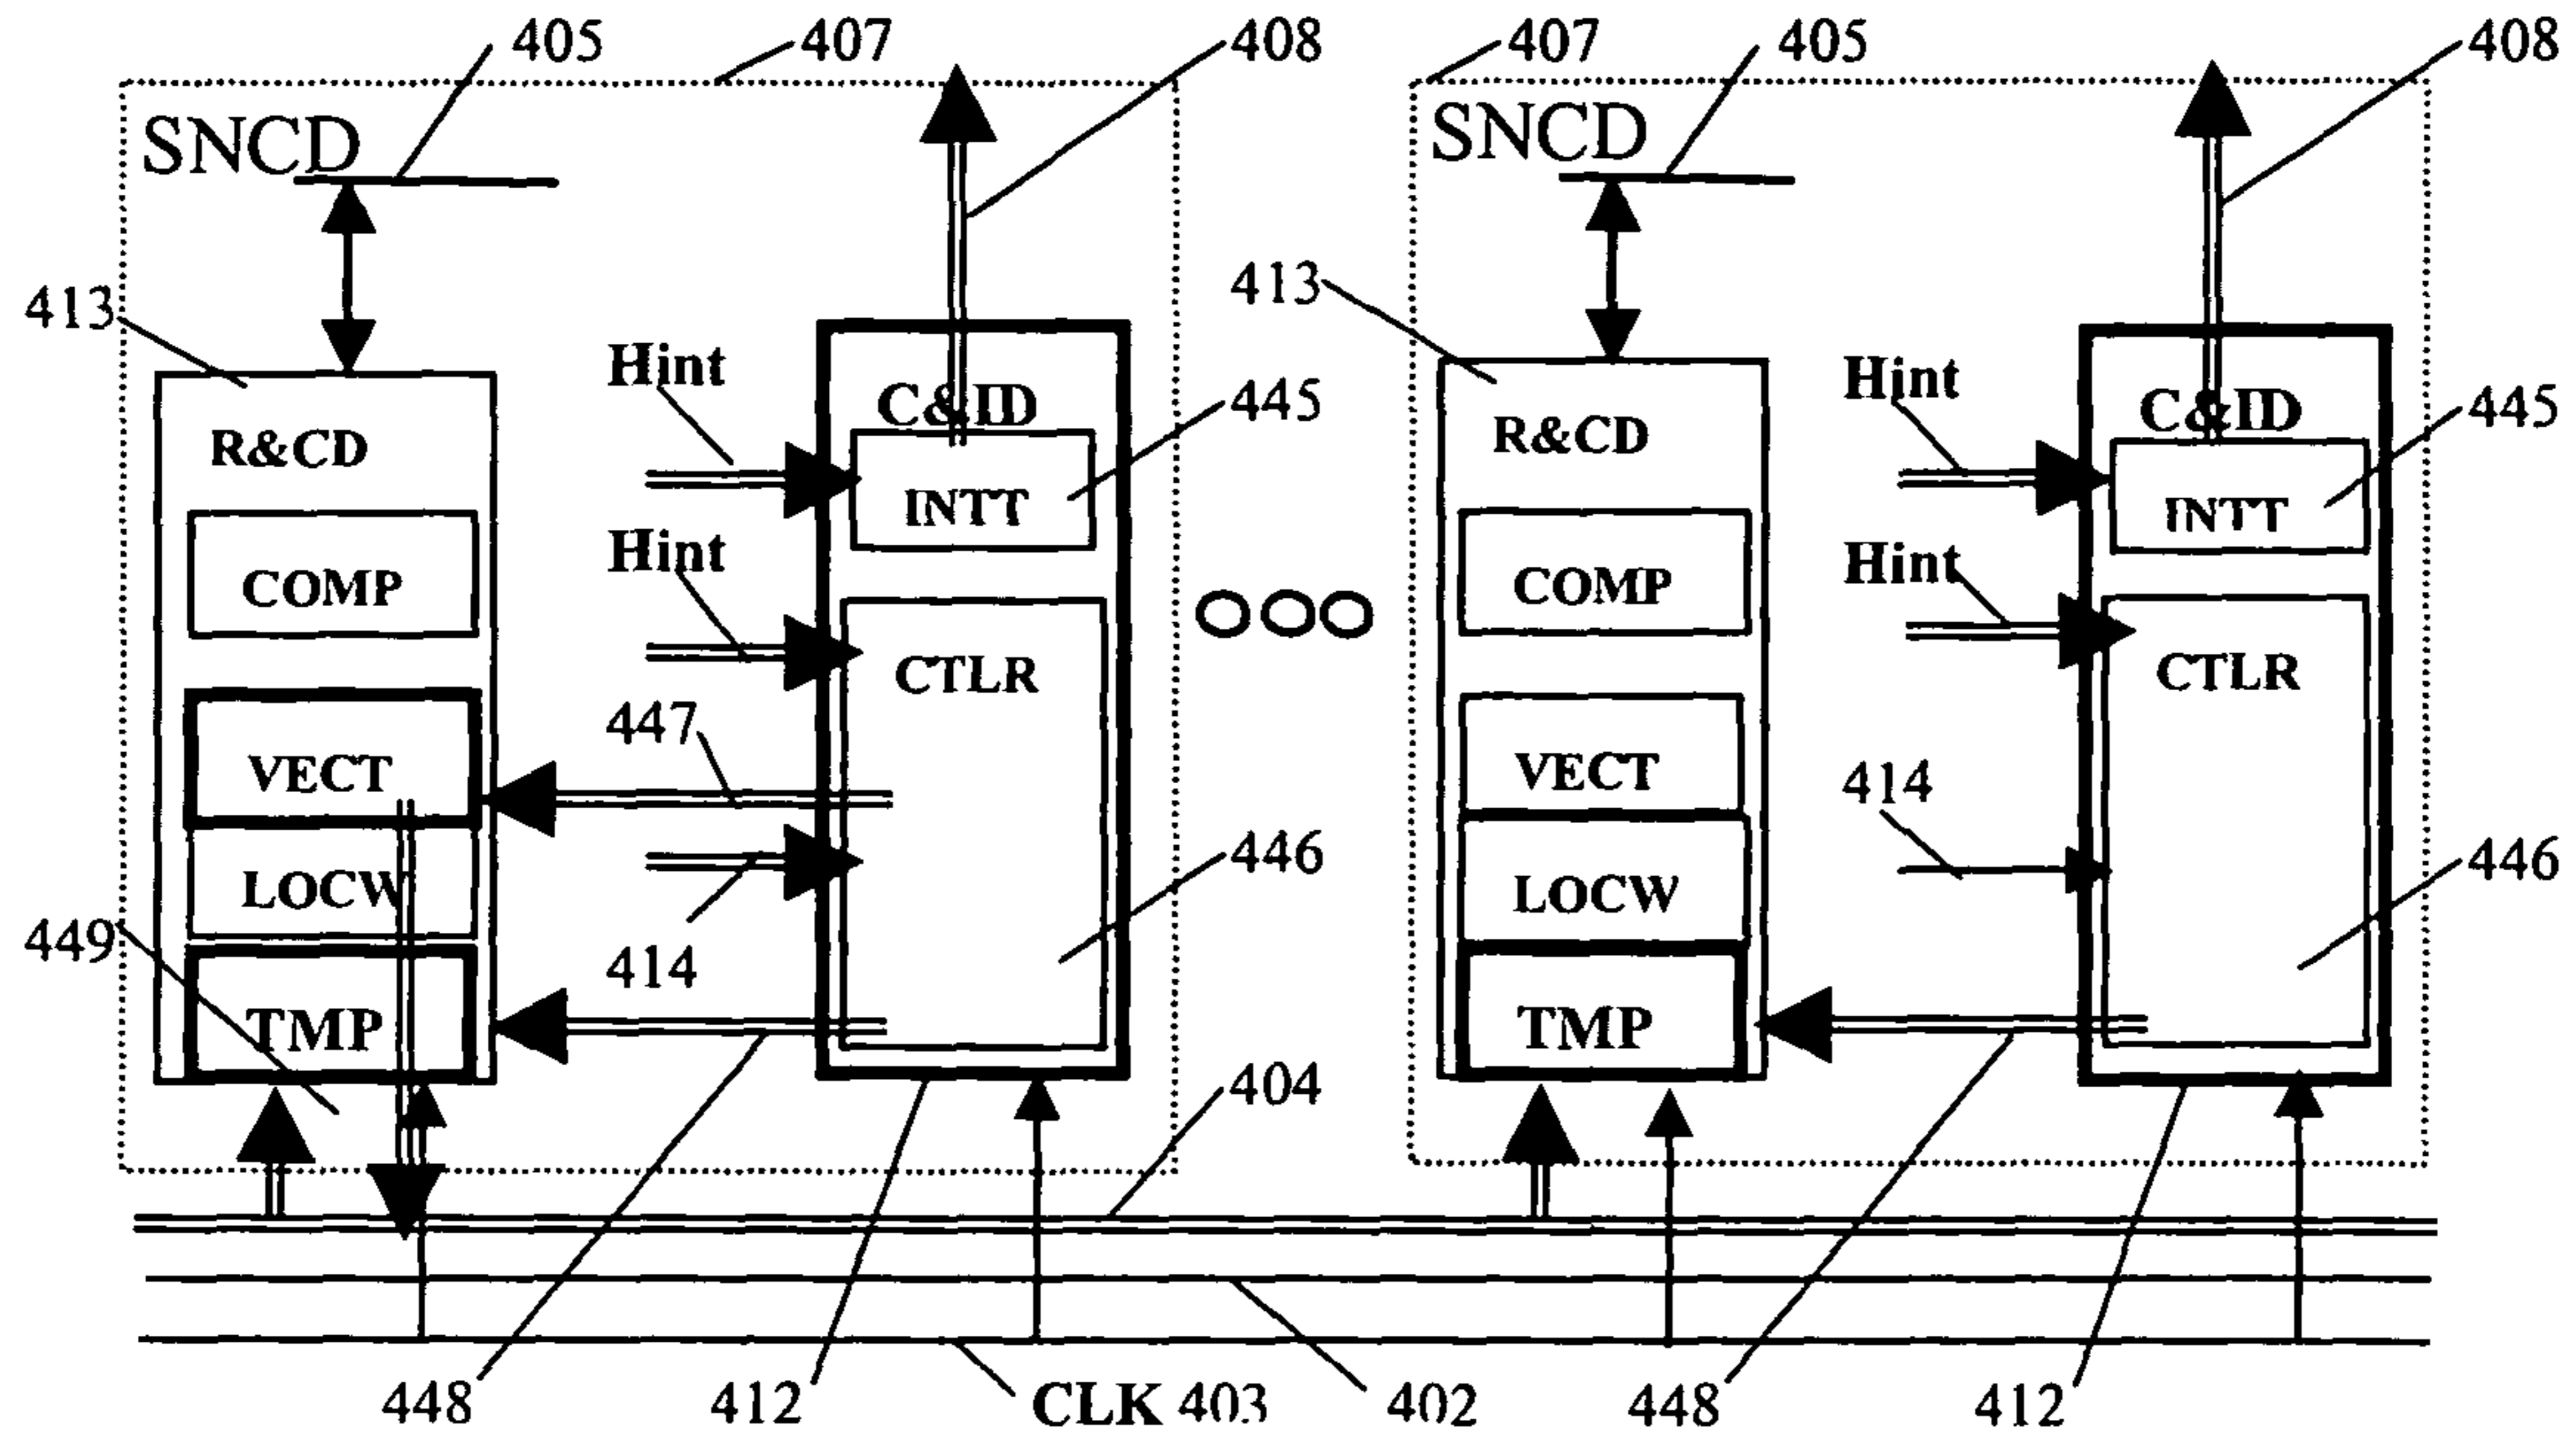 405
407
408
407
405
408
SNCD
SNCD
413
413
Hint
C&ID
445
Hint
C&ID
445
R&CD
R&CD
INTT
INTT
Hint
Hint
COMP
COMP
CTLR
CTLR
447
VECT
VECT
414
446
446
LOCW
LOCW
449
414
TMP
TMP
404
448
412
CLK 403
402
448
412